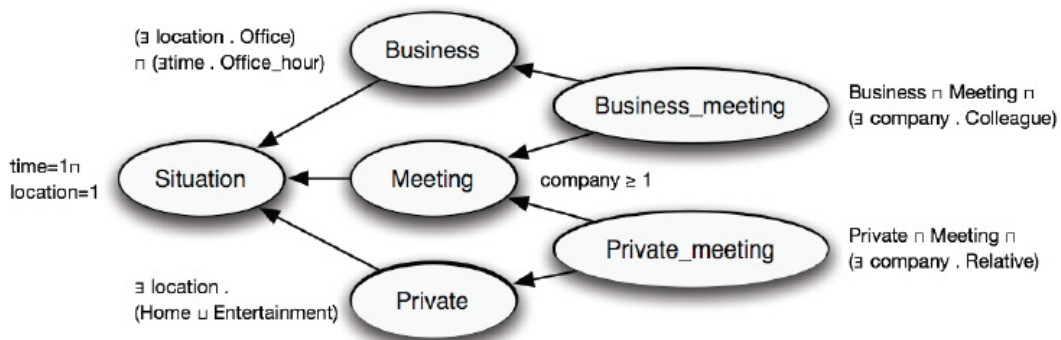 (∃ location . Office)
⊓ (∃time . Office_hour)
Business
Business_meeting
Business ⊓ Meeting ⊓
(∃ company . Colleague)
time=1⊓
location=1
Situation
Meeting
company ≥ 1
Private_meeting
Private ⊓ Meeting ⊓
(∃ company . Relative)
∃ location .
(Home ⊔ Entertainment)
Private